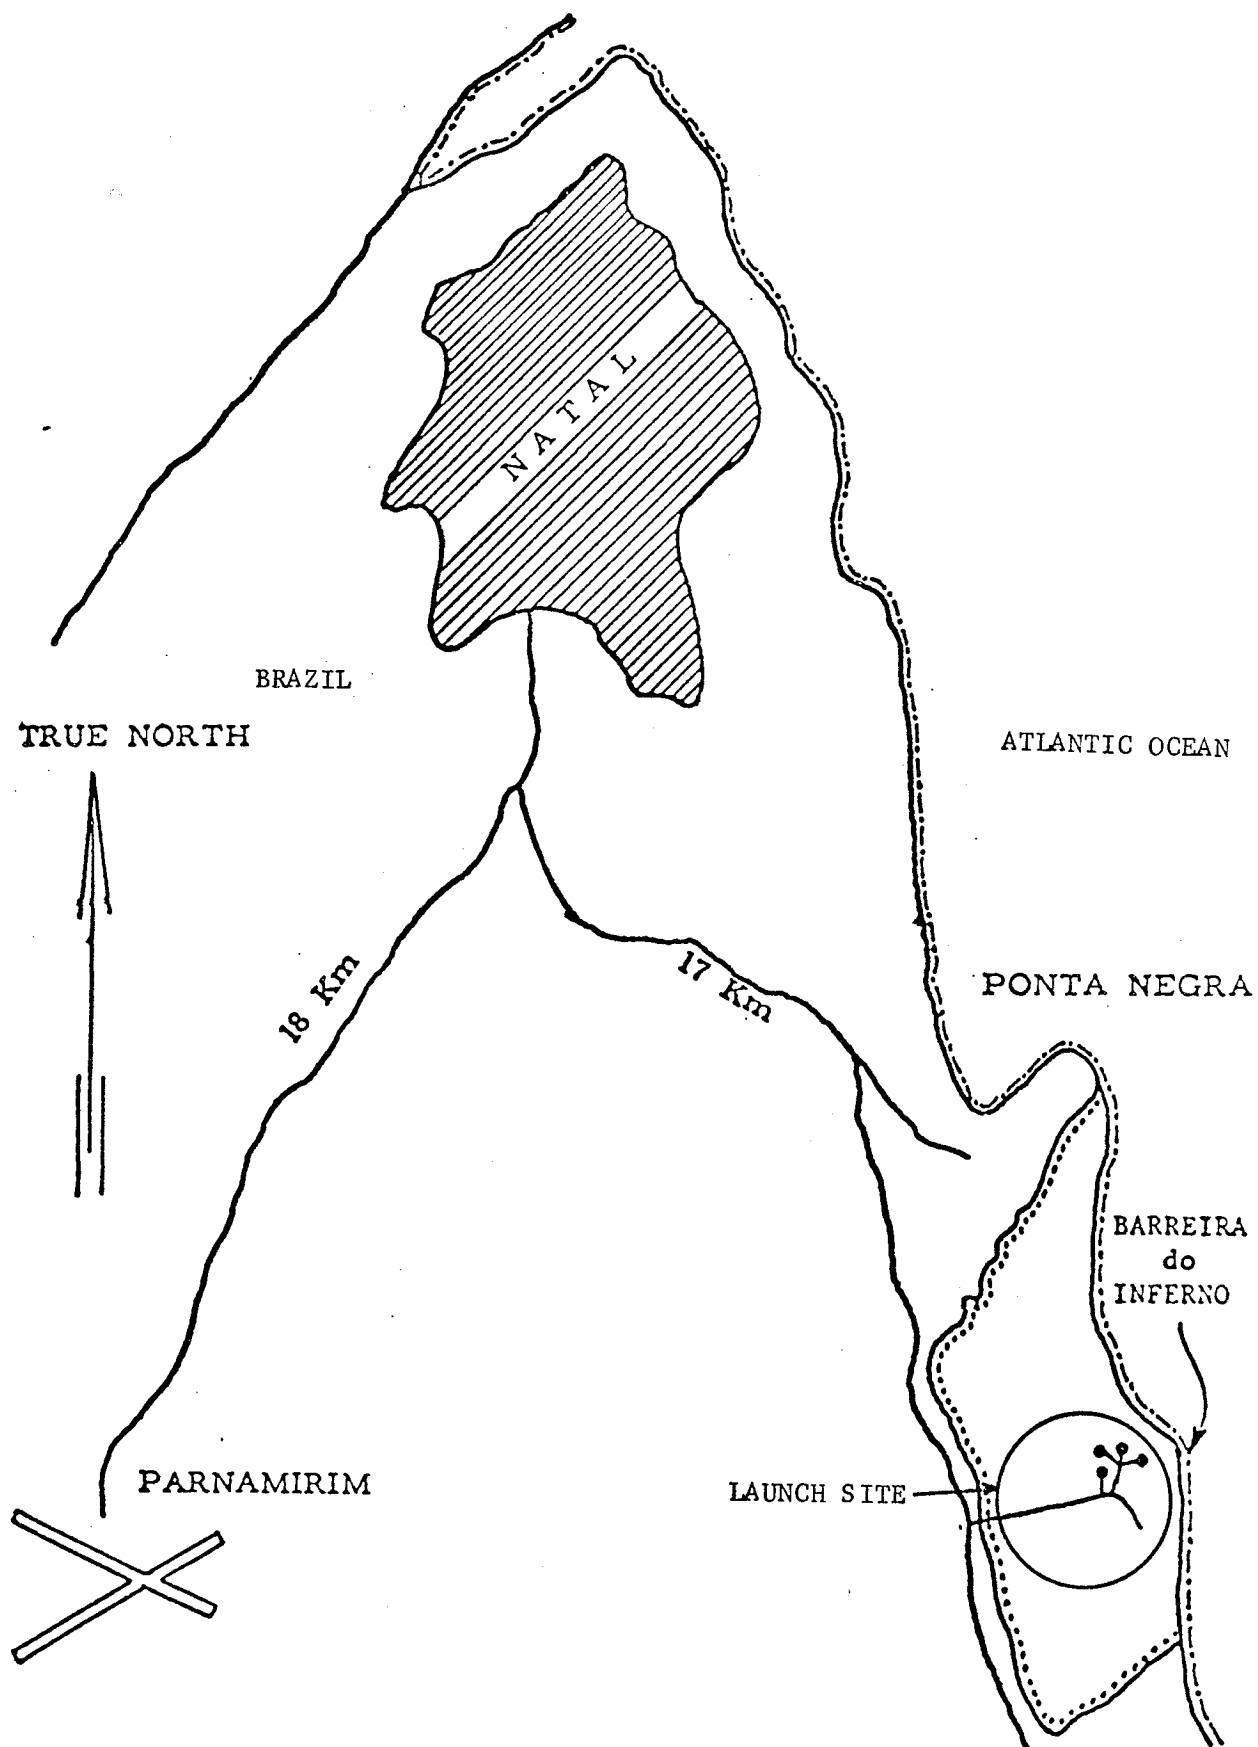 NATAL
BRAZIL
TRUE NORTH
ATLANTIC OCEAN
18 Km
17 Km
PONTA NEGRA
BARREIRA
do
INFERNO
PARNAMIRIM
LAUNCH SITE